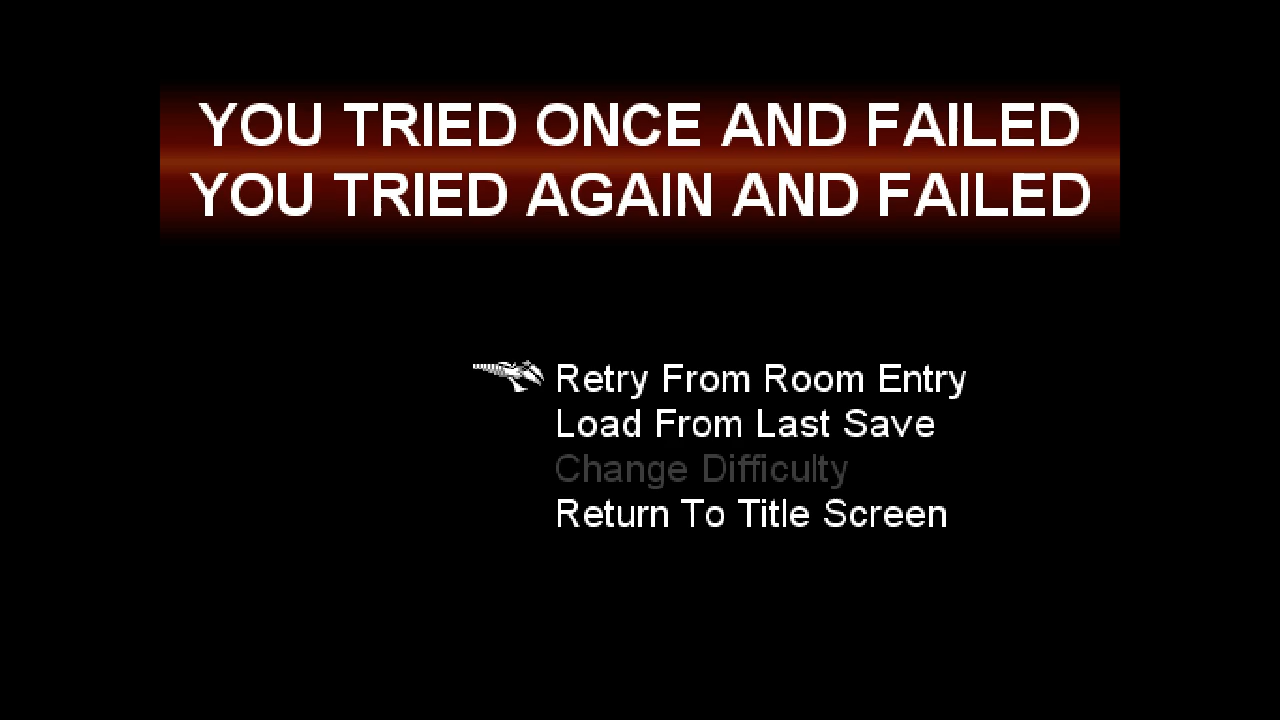 YOU TRIED ONCE AND FAILED
YOU TRIED AGAIN AND FAILED
Retry From Room Entry
Load From Last Save
Change Difficulty
Return To Title Screen